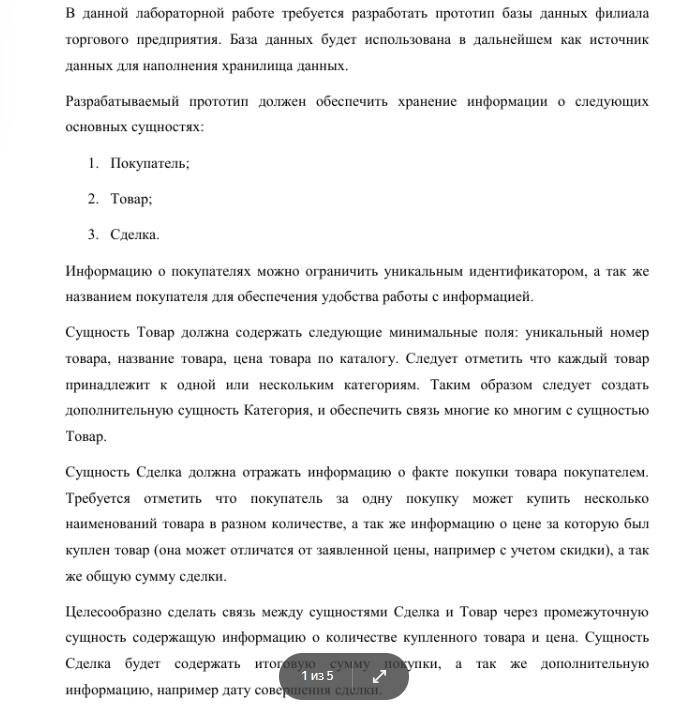 В данной лабораторной работе требуется разработать прототип базы данных филиала
торгового предприятия. База данных будет использована в дальнейшем как источник
данных для наполнения хранилища данных.
Разрабатываемый прототип должен обеспечить хранение информации о следующих
основных сущностях:
1. Покупатель;
2. Товар;
3. Сделка.
Информацию о покупателях можно ограничить уникальным идентификатором, а так же
названием покупателя для обеспечения удобства работы с информацией.
Сущность Товар должна содержать следующие минимальные поля: уникальный номер
товара, название товара, цена товара по каталогу. Следует отметить что каждый товар
принадлежит к одной или нескольким категориям. Таким образом следует создать
дополнительную сущность Категория, и обеспечить связь многие ко многим с сущностью
Товар.
Сущность Сделка должна отражать информацию о факте покупки товара покупателем.
Требуется отметить что покупатель за одну покупку может купить несколько
наименований товара в разном количестве, а так же информацию о цене за которую был
куплен товар (она может отличатся от заявленной цены, например с учетом скидки), а так
же общую сумму сделки.
Целесообразно сделать связь между сущностями Сделка и Товар через промежуточную
сущность содержащую информацию о количестве купленного товара и цена. Сущность
Сделка будет содержать итоговую сумму покупки, а так же дополнительную
информацию, например дату совершения сделки.
1 из 5